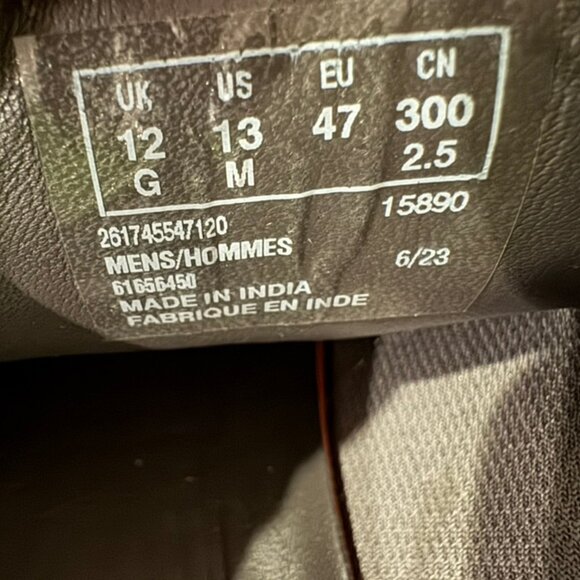 UK US EU CN
12 13 47 300
G M 2.5
261745547120 15890
MENS/HOMMES 6/23
61656450
MADE IN INDIA
FABRIQUE EN INDE